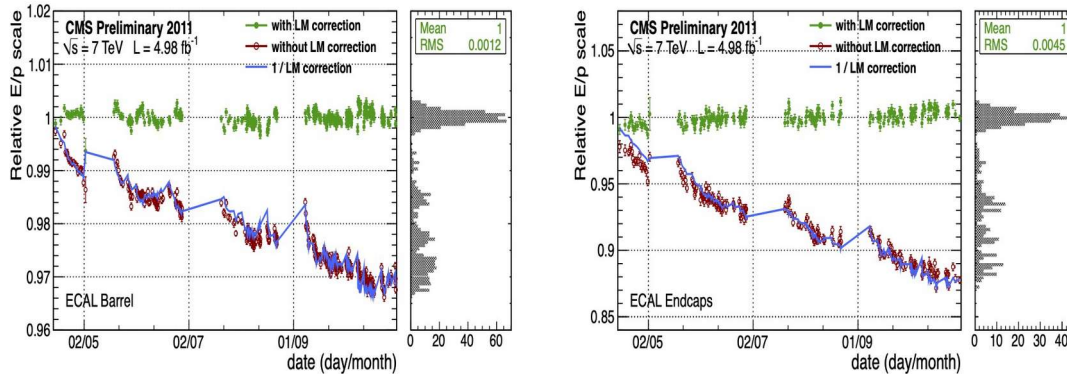 CMS Preliminary 2011
√s = 7 TeV L = 4.98 fb⁻¹
with LM correction
without LM correction
1 / LM correction
Mean 1
RMS 0.0012
Relative E/p scale
1.02
1.01
1
0.99
0.98
0.97
0.96
ECAL Barrel
02/05 02/07 01/09
date (day/month)
0 10 20 30 40 50 60
CMS Preliminary 2011
√s = 7 TeV L = 4.98 fb⁻¹
with LM correction
without LM correction
1 / LM correction
Mean 1
RMS 0.0045
Relative E/p scale
1.05
1
0.95
0.9
0.85
ECAL Endcaps
02/05 02/07 01/09
date (day/month)
0 10 20 30 40